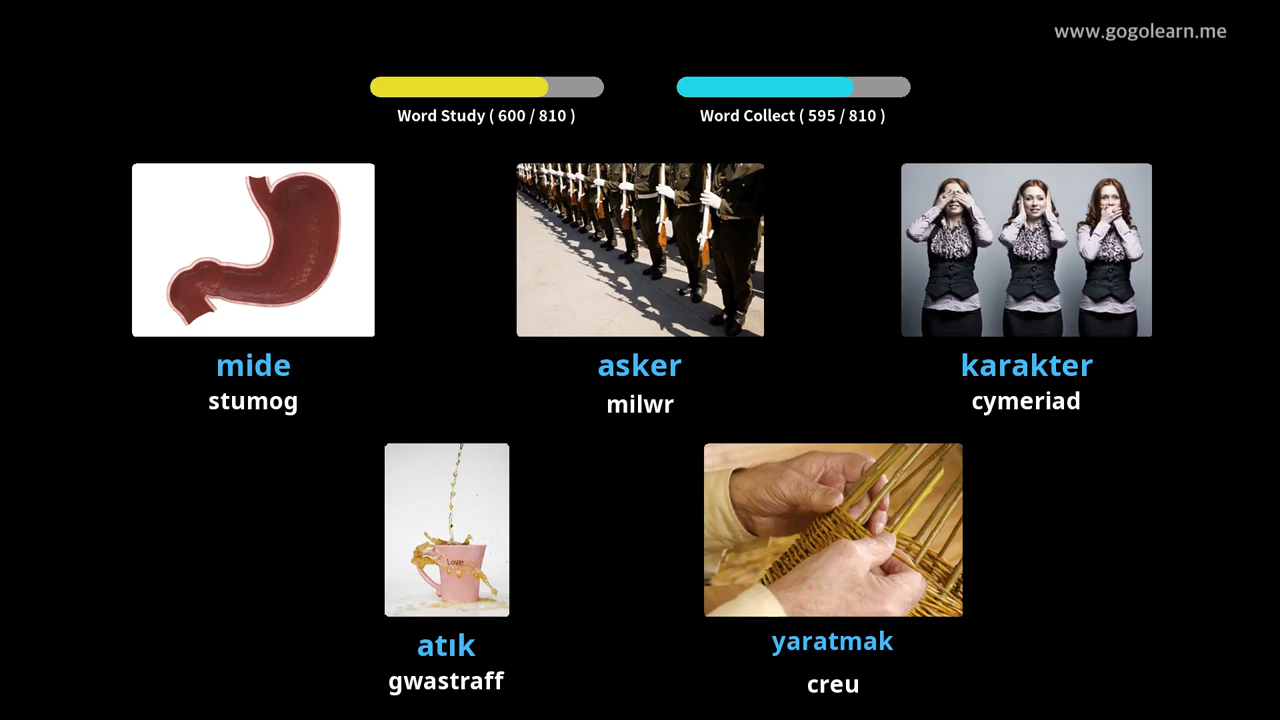 www.gogolearn.me
Word Study ( 600 / 810 )
Word Collect ( 595 / 810 )
mide
stumog
asker
milwr
karakter
cymeriad
love
atık
gwastraff
yaratmak
creu